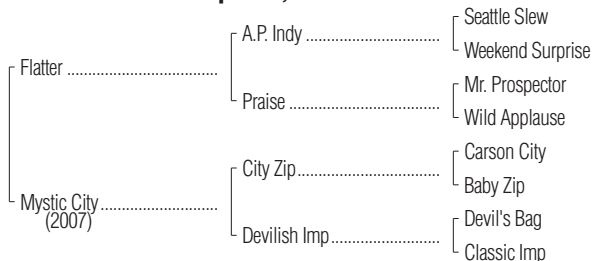 Seattle Slew
A.P. Indy ..............................
Weekend Surprise
Flatter ..................................
Mr. Prospector
Praise ...................................
Wild Applause
Carson City
City Zip................................
Baby Zip
Mystic City..........................
(2007)
Devil's Bag
Devilish Imp........................
Classic Imp